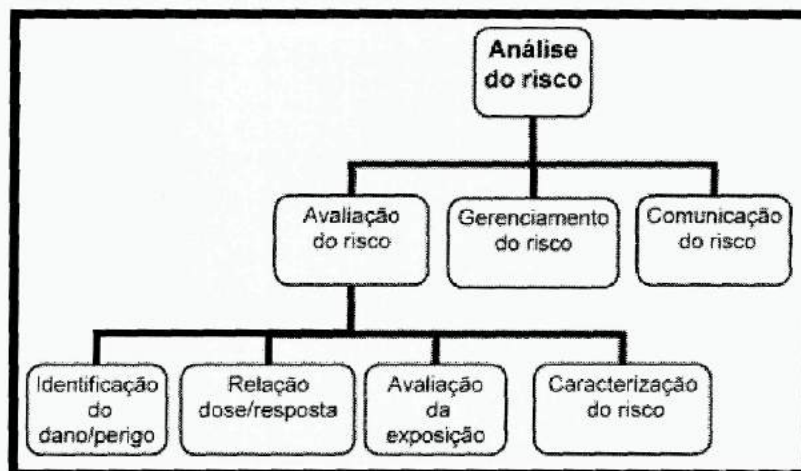 Análise
do risco
Avaliação
do risco
Gerenciamento
do risco
Comunicação
do risco
Identificação
do
dano/perigo
Relação
dose/resposta
Avaliação
da
exposição
Caracterização
do risco